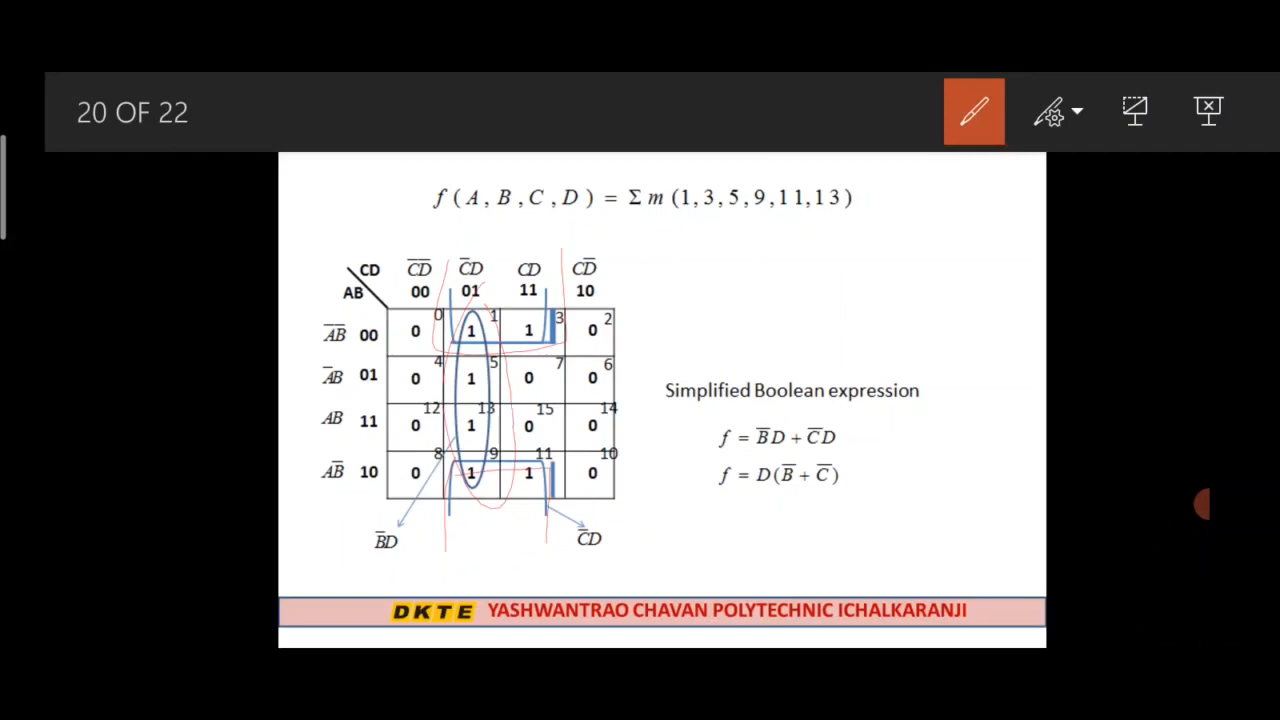 20 OF 22
f ( A , B , C , D ) = Σ m (1,3,5,9,11,13)
CD C̅D̅ C̅D CD CD̅
AB 00 01 11 10
0 1 3 2
A̅B̅ 00 0 1 1 0
4 5 7 6
A̅B 01 0 1 0 0
12 13 15 14
AB 11 0 1 0 0
8 9 11 10
AB̅ 10 0 1 1 0
B̅D C̅D
Simplified Boolean expression
f = B̅D + C̅D
f = D(B̅ + C̅)
DKTE YASHWANTRAO CHAVAN POLYTECHNIC ICHALKARANJI